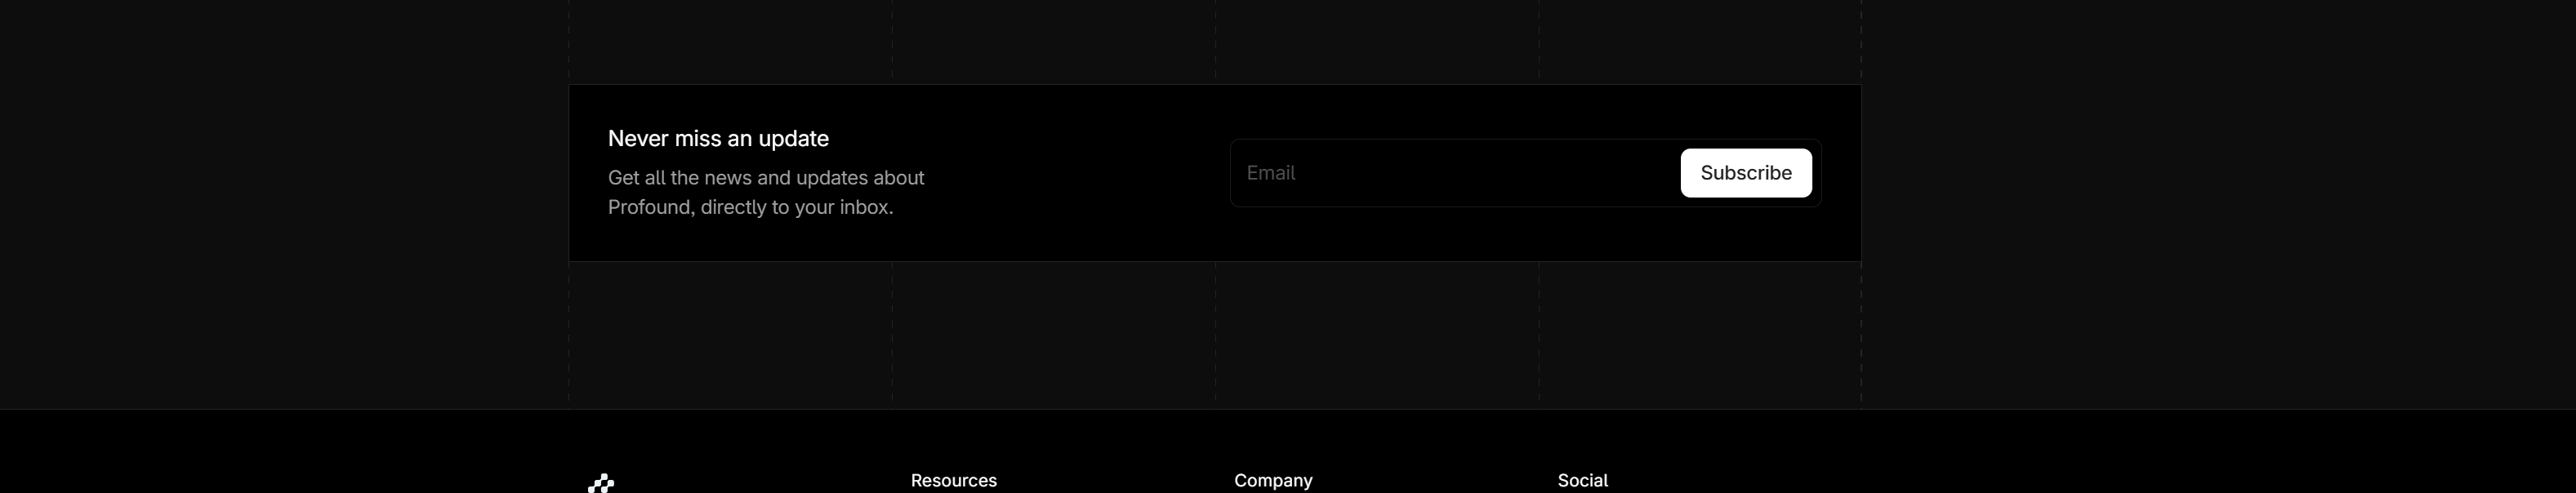 Never miss an update
Get all the news and updates about
Profound, directly to your inbox.
Email
Subscribe
Resources
Company
Social